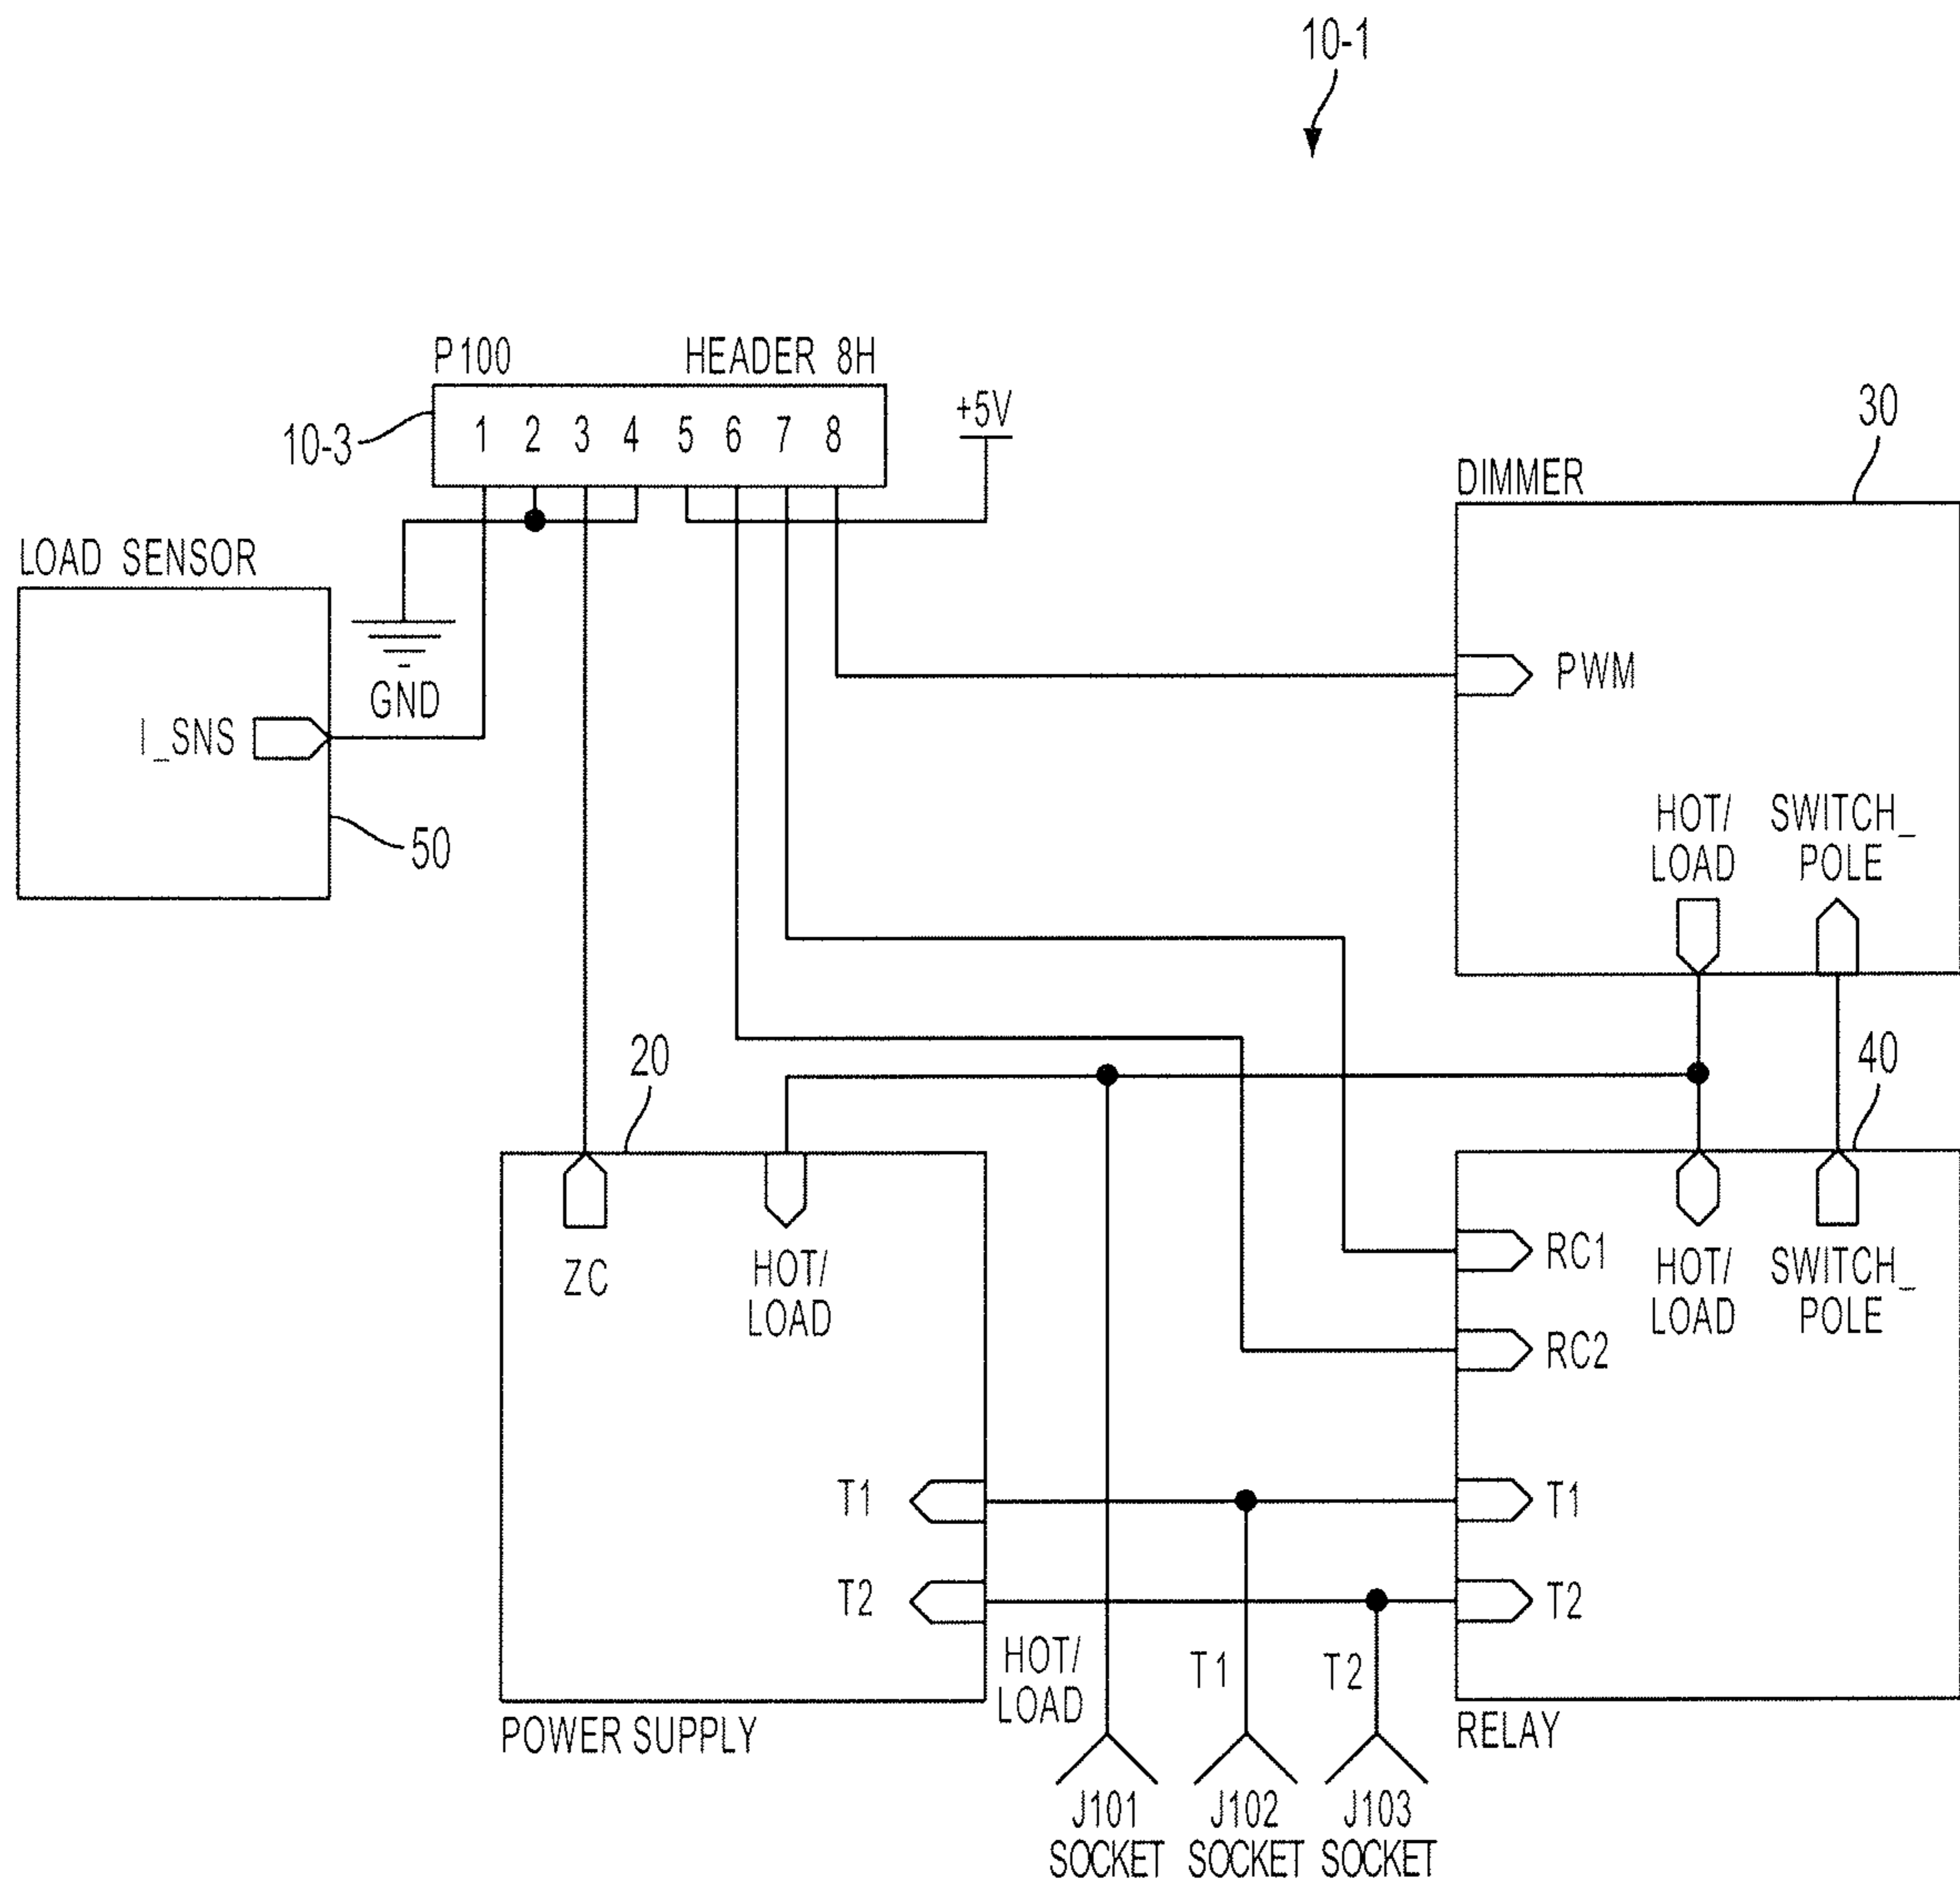 10-1
P100 HEADER 8H
1 2 3 4 5 6 7 8
+5V
10-3
30
DIMMER
LOAD SENSOR
PWM
GND
I_SNS
HOT/
LOAD
SWITCH_
POLE
50
20
40
ZC
HOT/
LOAD
RC1
HOT/
LOAD
SWITCH_
POLE
RC2
T1
T1
T2
T2
HOT/
LOAD
T1
T2
POWER SUPPLY
RELAY
J101
SOCKET
J102
SOCKET
J103
SOCKET